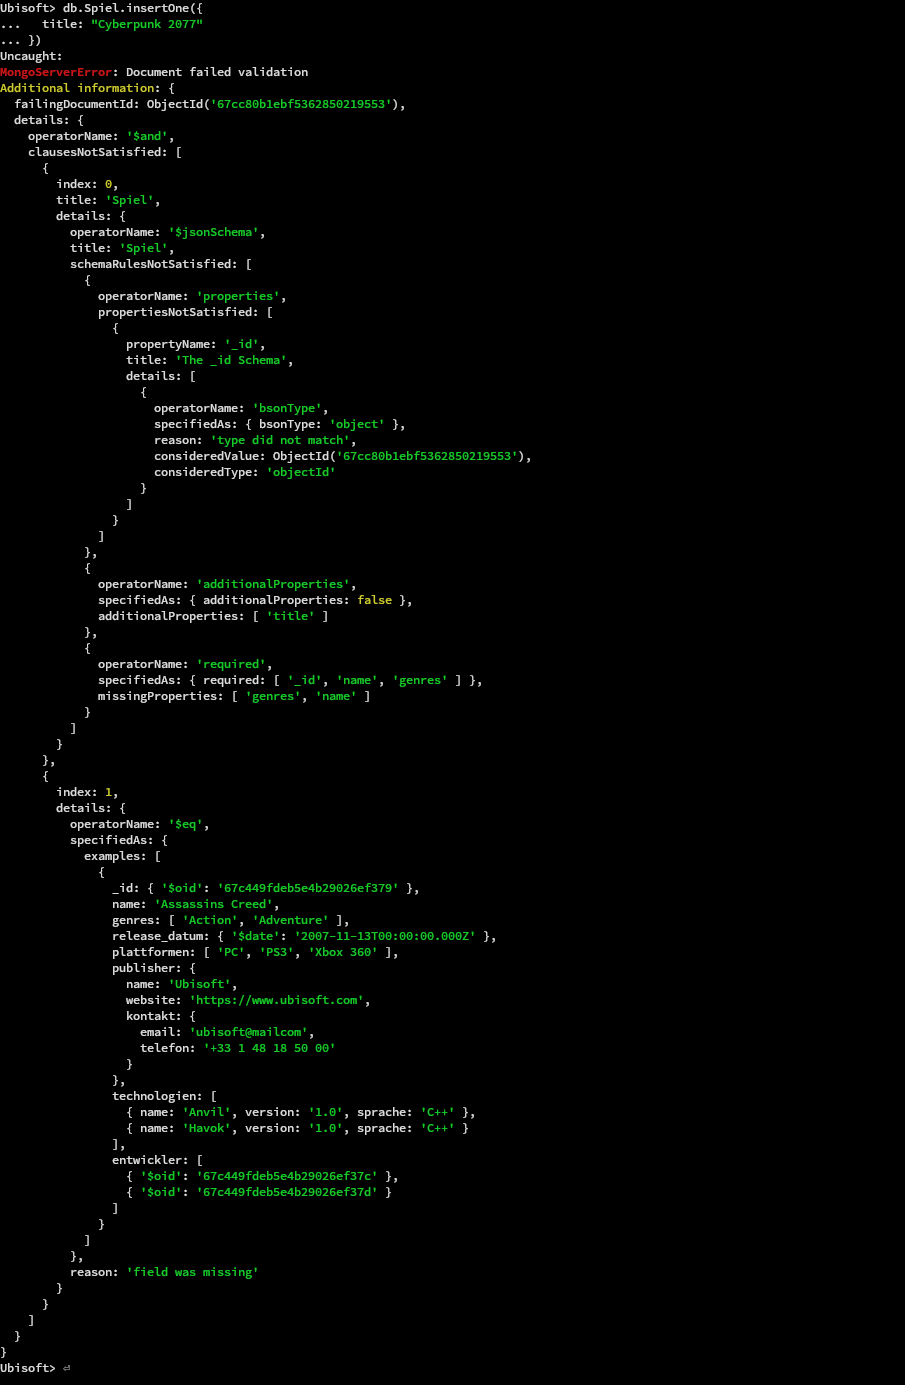 Ubisoft> db.Spiel.insertOne({
...   title: "Cyberpunk 2077"
... })
Uncaught:
MongoServerError: Document failed validation
Additional information: {
  failingDocumentId: ObjectId('67cc80b1ebf5362850219553'),
  details: {
    operatorName: '$and',
    clausesNotSatisfied: [
      {
        index: 0,
        title: 'Spiel',
        details: {
          operatorName: '$jsonSchema',
          title: 'Spiel',
          schemaRulesNotSatisfied: [
            {
              operatorName: 'properties',
              propertiesNotSatisfied: [
                {
                  propertyName: '_id',
                  title: 'The _id Schema',
                  details: [
                    {
                      operatorName: 'bsonType',
                      specifiedAs: { bsonType: 'object' },
                      reason: 'type did not match',
                      consideredValue: ObjectId('67cc80b1ebf5362850219553'),
                      consideredType: 'objectId'
                    }
                  ]
                }
              ]
            },
            {
              operatorName: 'additionalProperties',
              specifiedAs: { additionalProperties: false },
              additionalProperties: [ 'title' ]
            },
            {
              operatorName: 'required',
              specifiedAs: { required: [ '_id', 'name', 'genres' ] },
              missingProperties: [ 'genres', 'name' ]
            }
          ]
        }
      },
      {
        index: 1,
        details: {
          operatorName: '$eq',
          specifiedAs: {
            examples: [
              {
                _id: { '$oid': '67c449fdeb5e4b29026ef379' },
                name: 'Assassins Creed',
                genres: [ 'Action', 'Adventure' ],
                release_datum: { '$date': '2007-11-13T00:00:00.000Z' },
                plattformen: [ 'PC', 'PS3', 'Xbox 360' ],
                publisher: {
                  name: 'Ubisoft',
                  website: 'https://www.ubisoft.com',
                  kontakt: {
                    email: 'ubisoft@mailcom',
                    telefon: '+33 1 48 18 50 00'
                  }
                },
                technologien: [
                  { name: 'Anvil', version: '1.0', sprache: 'C++' },
                  { name: 'Havok', version: '1.0', sprache: 'C++' }
                ],
                entwickler: [
                  { '$oid': '67c449fdeb5e4b29026ef37c' },
                  { '$oid': '67c449fdeb5e4b29026ef37d' }
                ]
              }
            ]
          },
          reason: 'field was missing'
        }
      }
    ]
  }
}
Ubisoft> ⏎